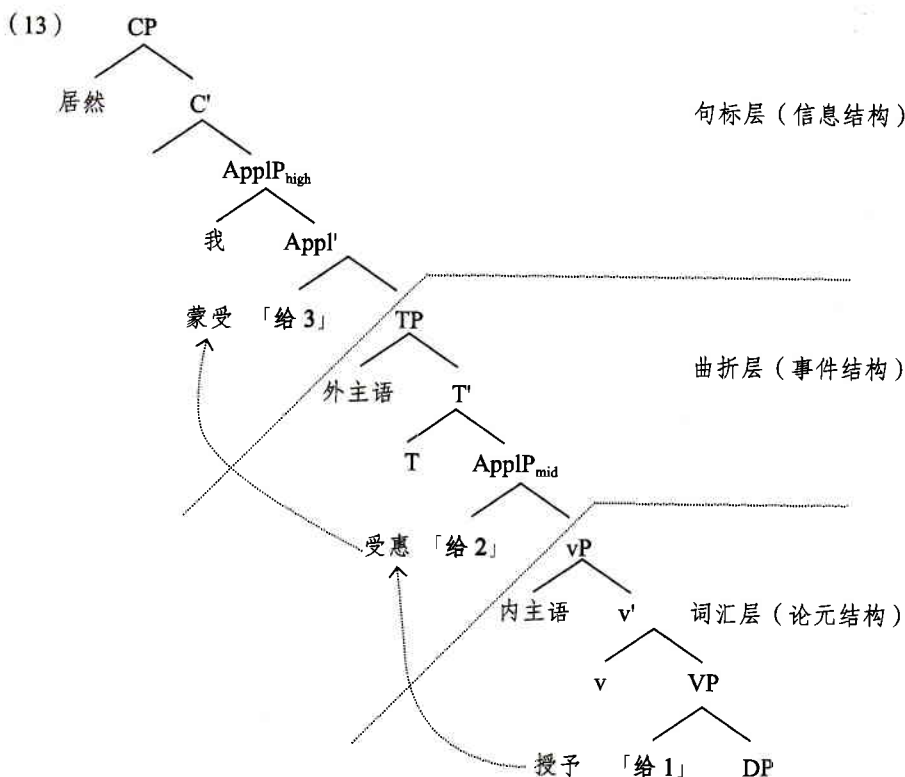 (13) CP
居然 C' 句标层(信息结构)
ApplP_high
我 Appl'
蒙受 「给 3」 TP
外主语 T' 曲折层(事件结构)
T ApplP_mid
受惠 「给 2」 vP
内主语 v' 词汇层(论元结构)
v VP
授予 「给 1」 DP